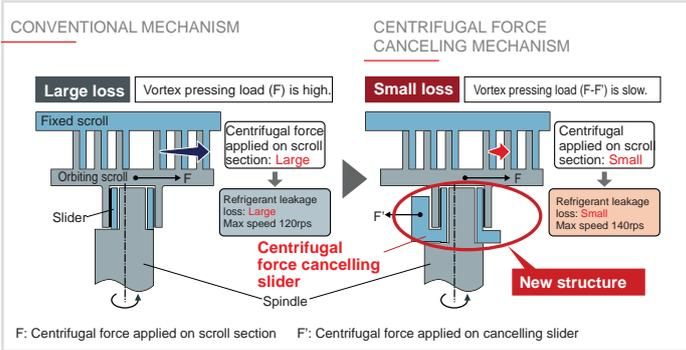 CONVENTIONAL MECHANISM
Large loss
Vortex pressing load (F) is high.
Fixed scroll
Centrifugal force
applied on scroll
section: Large
Orbiting scroll
F
Slider
Refrigerant leakage
loss: Large
Max speed 120rps
CENTRIFUGAL FORCE
CANCELING MECHANISM
Small loss
Vortex pressing load (F-F') is slow.
Centrifugal
applied on scroll
section: Small
F
F'
Refrigerant leakage
loss: Small
Max speed 140rps
Centrifugal
force cancelling
slider
New structure
Spindle
F: Centrifugal force applied on scroll section
F': Centrifugal force applied on cancelling slider